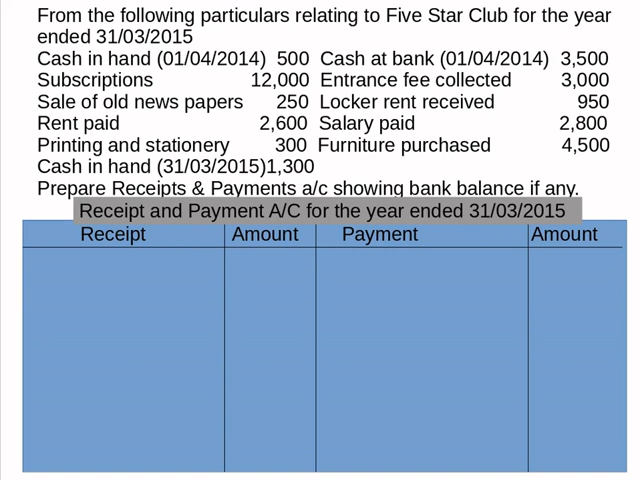 From the following particulars relating to Five Star Club for the year
ended 31/03/2015
Cash in hand (01/04/2014) 500 Cash at bank (01/04/2014) 3,500
Subscriptions 12,000 Entrance fee collected 3,000
Sale of old news papers 250 Locker rent received 950
Rent paid 2,600 Salary paid 2,800
Printing and stationery 300 Furniture purchased 4,500
Cash in hand (31/03/2015)1,300
Prepare Receipts & Payments a/c showing bank balance if any.
Receipt and Payment A/C for the year ended 31/03/2015
Receipt Amount Payment Amount